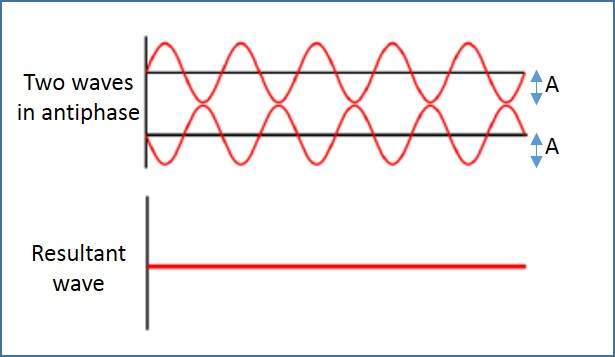 Two waves
in antiphase
A
A
Resultant
wave